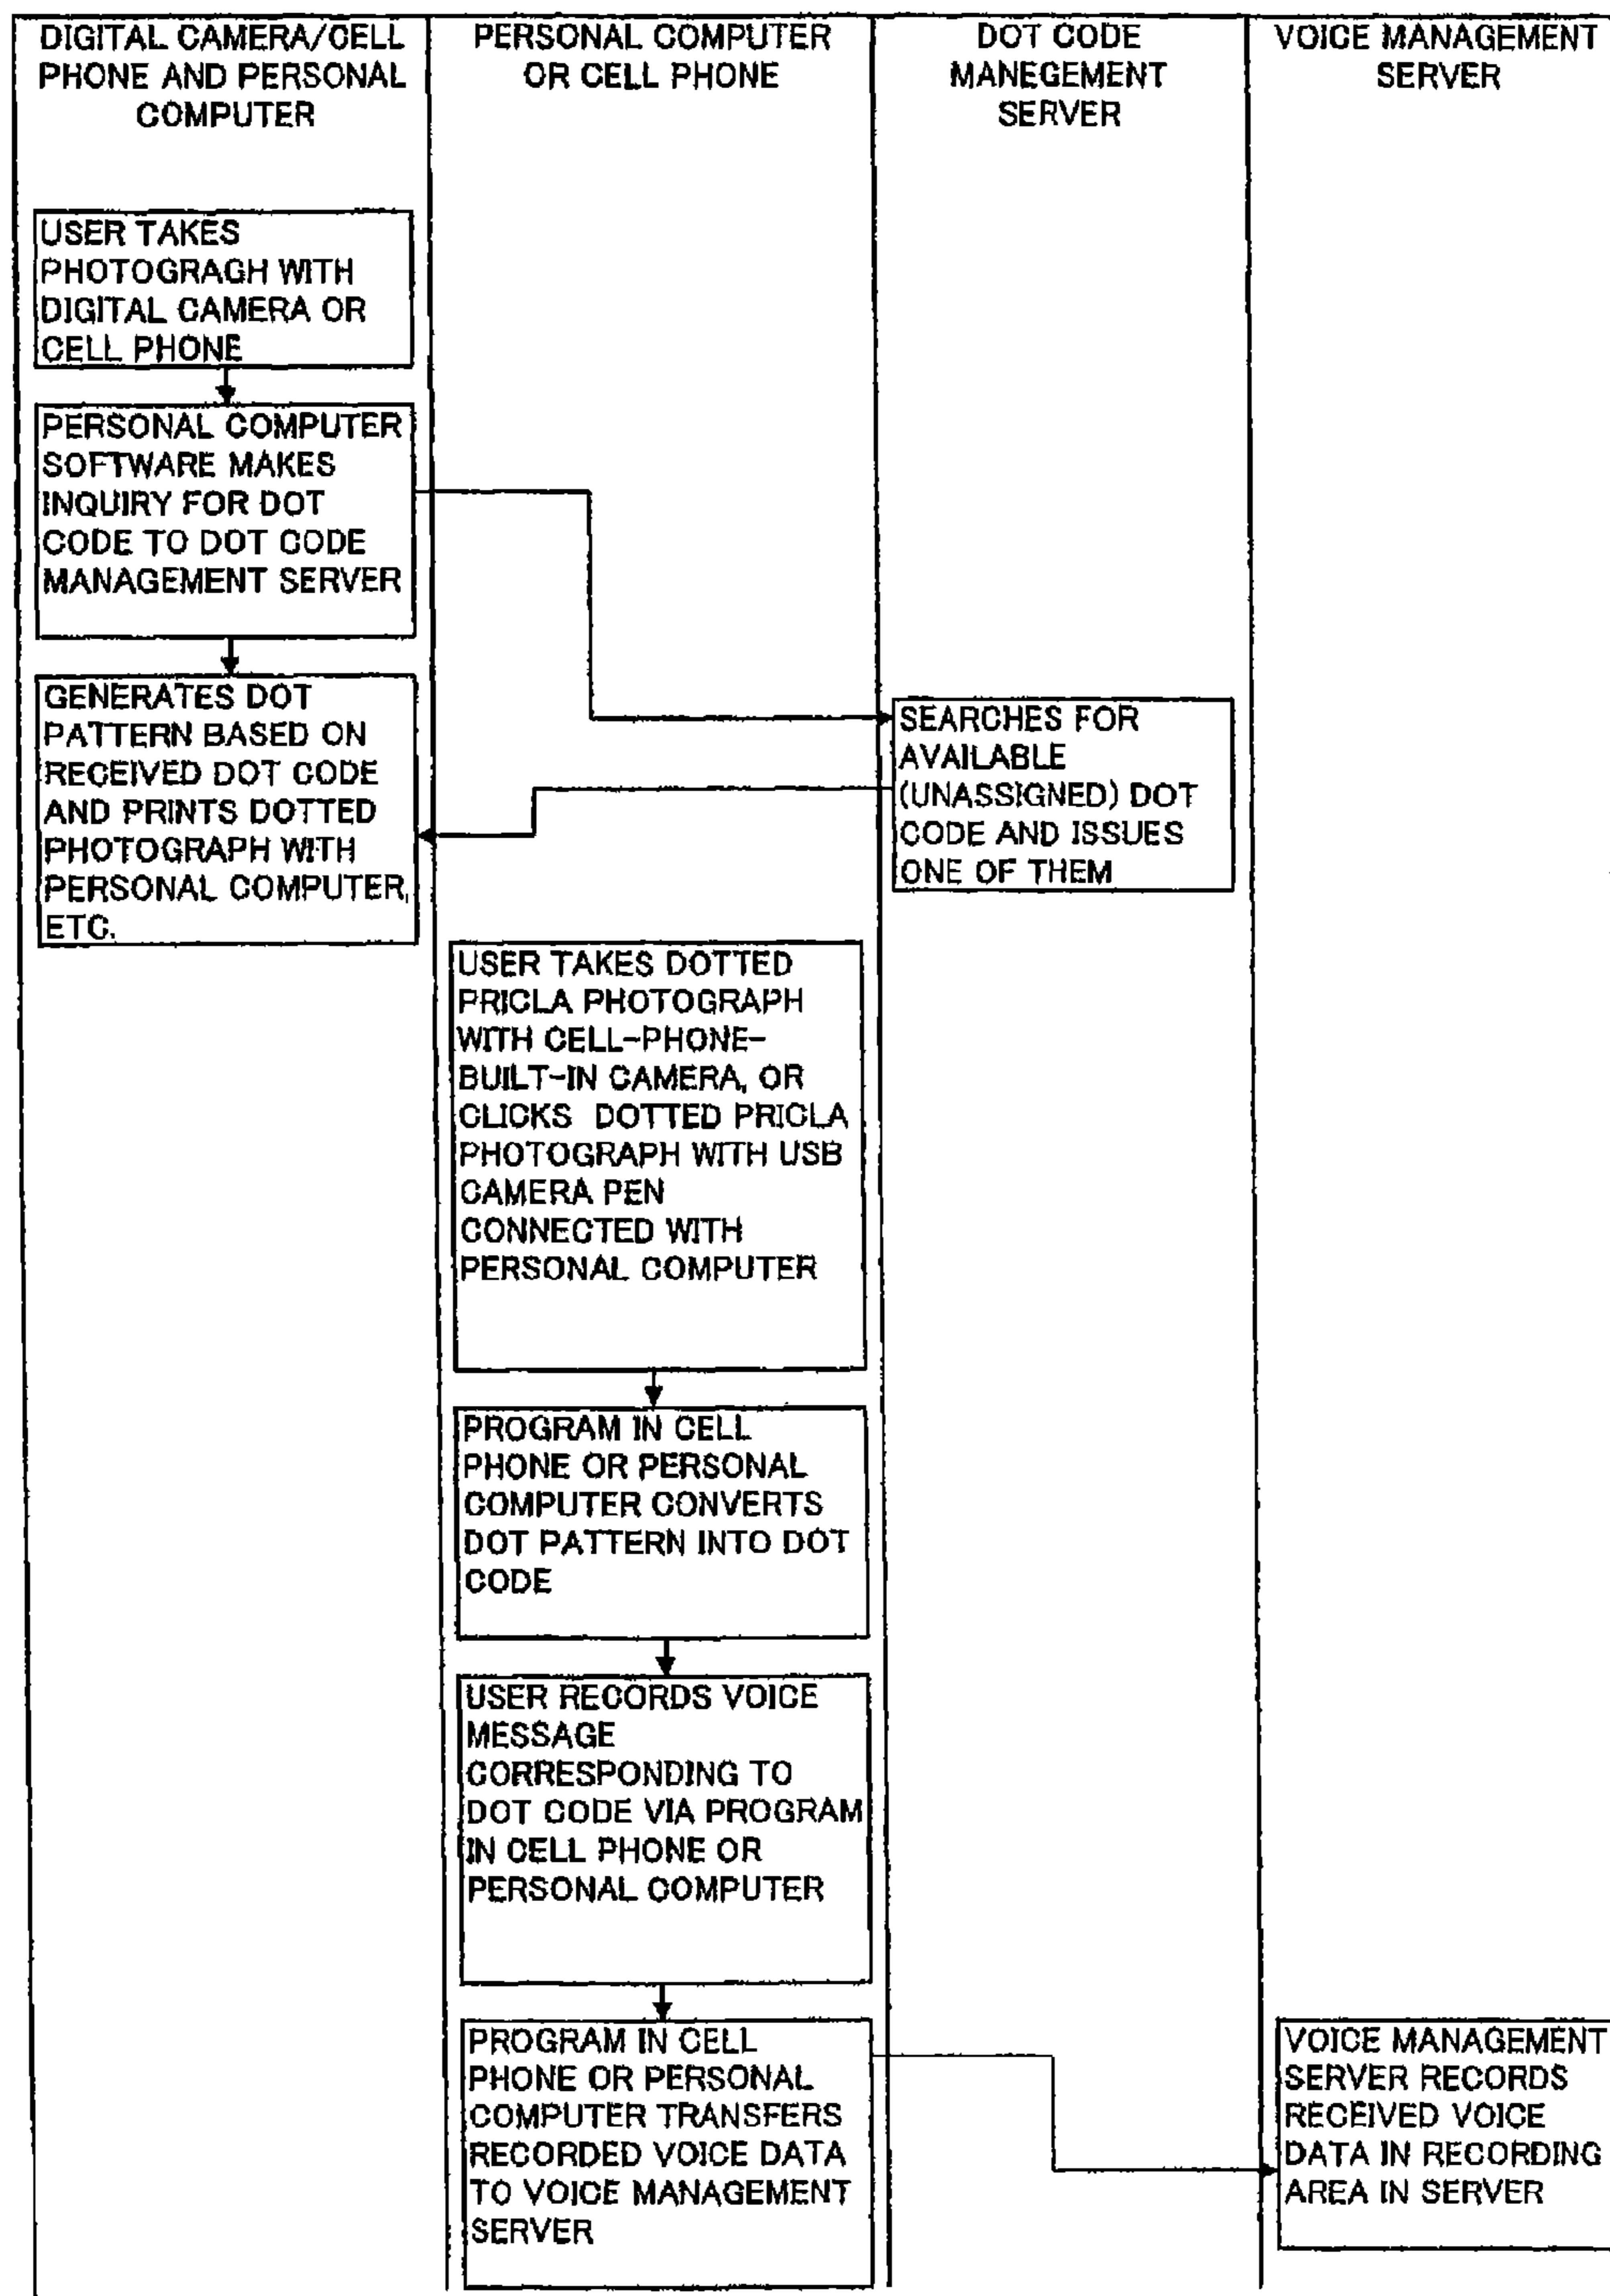 DIGITAL CAMERA/CELL
PHONE AND PERSONAL
COMPUTER
PERSONAL COMPUTER
OR CELL PHONE
DOT CODE
MANEGEMENT
SERVER
VOICE MANAGEMENT
SERVER
USER TAKES
PHOTOGRAGH WITH
DIGITAL CAMERA OR
CELL PHONE
PERSONAL COMPUTER
SOFTWARE MAKES
INQUIRY FOR DOT
CODE TO DOT CODE
MANAGEMENT SERVER
GENERATES DOT
PATTERN BASED ON
RECEIVED DOT CODE
AND PRINTS DOTTED
PHOTOGRAPH WITH
PERSONAL COMPUTER,
ETC.
SEARCHES FOR
AVAILABLE
(UNASSIGNED) DOT
CODE AND ISSUES
ONE OF THEM
USER TAKES DOTTED
PRICLA PHOTOGRAPH
WITH CELL-PHONE-
BUILT-IN CAMERA, OR
CLICKS DOTTED PRICLA
PHOTOGRAPH WITH USB
CAMERA PEN
CONNECTED WITH
PERSONAL COMPUTER
PROGRAM IN CELL
PHONE OR PERSONAL
COMPUTER CONVERTS
DOT PATTERN INTO DOT
CODE
USER RECORDS VOICE
MESSAGE
CORRESPONDING TO
DOT CODE VIA PROGRAM
IN CELL PHONE OR
PERSONAL COMPUTER
PROGRAM IN CELL
PHONE OR PERSONAL
COMPUTER TRANSFERS
RECORDED VOICE DATA
TO VOICE MANAGEMENT
SERVER
VOICE MANAGEMENT
SERVER RECORDS
RECEIVED VOICE
DATA IN RECORDING
AREA IN SERVER